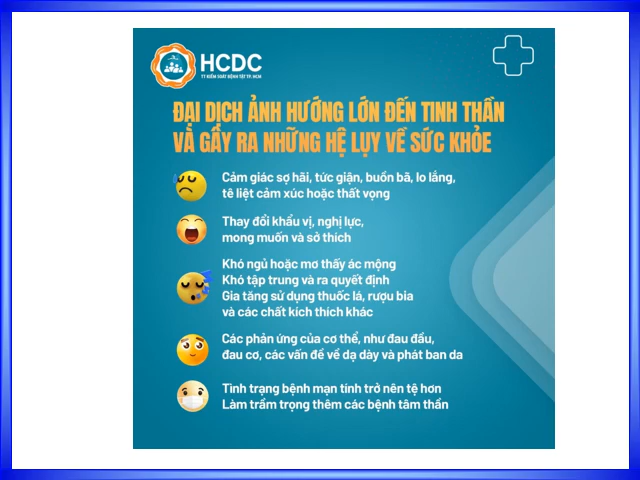 HCDC
TT KIỂM SOÁT BỆNH TẬT TP. HCM
ĐẠI DỊCH ẢNH HƯỚNG LỚN ĐẾN TINH THẦN
VÀ GÂY RA NHỮNG HỆ LỤY VỀ SỨC KHỎE
Cảm giác sợ hãi, tức giận, buồn bã, lo lắng,
tê liệt cảm xúc hoặc thất vọng
Thay đổi khẩu vị, nghị lực,
mong muốn và sở thích
Khó ngủ hoặc mơ thấy ác mộng
Khó tập trung và ra quyết định
Gia tăng sử dụng thuốc lá, rượu bia
và các chất kích thích khác
Các phản ứng của cơ thể, như đau đầu,
đau cơ, các vấn đề về dạ dày và phát ban da
Tình trạng bệnh mạn tính trở nên tệ hơn
Làm trầm trọng thêm các bệnh tâm thần